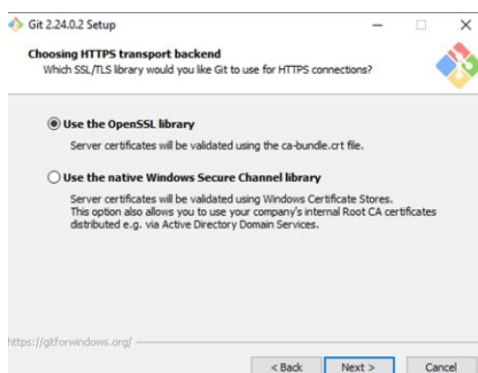 Git 2.24.0.2 Setup
Choosing HTTPS transport backend
Which SSL/TLS library would you like Git to use for HTTPS connections?
Use the OpenSSL library
Server certificates will be validated using the ca-bundle.crt file.
Use the native Windows Secure Channel library
Server certificates will be validated using Windows Certificate Stores.
This option also allows you to use your company's internal Root CA certificates
distributed e.g. via Active Directory Domain Services.
https://gitforwindows.org/
< Back Next > Cancel